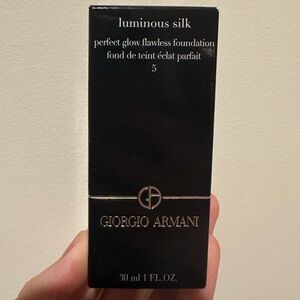 luminous silk
perfect glow flawless foundation
fond de teint éclat parfait
5
GA
GIORGIO ARMANI
30 ml 1 FL.OZ.